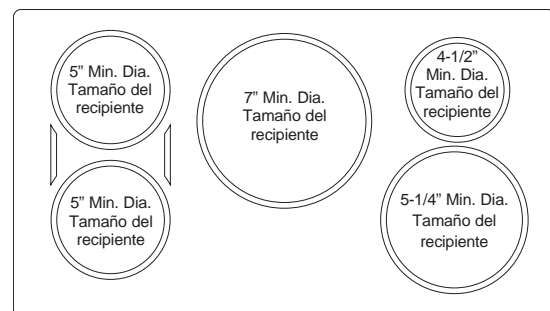 5” Min. Dia.
Tamaño del
recipiente
5” Min. Dia.
Tamaño del
recipiente
7” Min. Dia.
Tamaño del
recipiente
4-1/2”
Min. Dia.
Tamaño del
recipiente
5-1/4” Min. Dia.
Tamaño del
recipiente